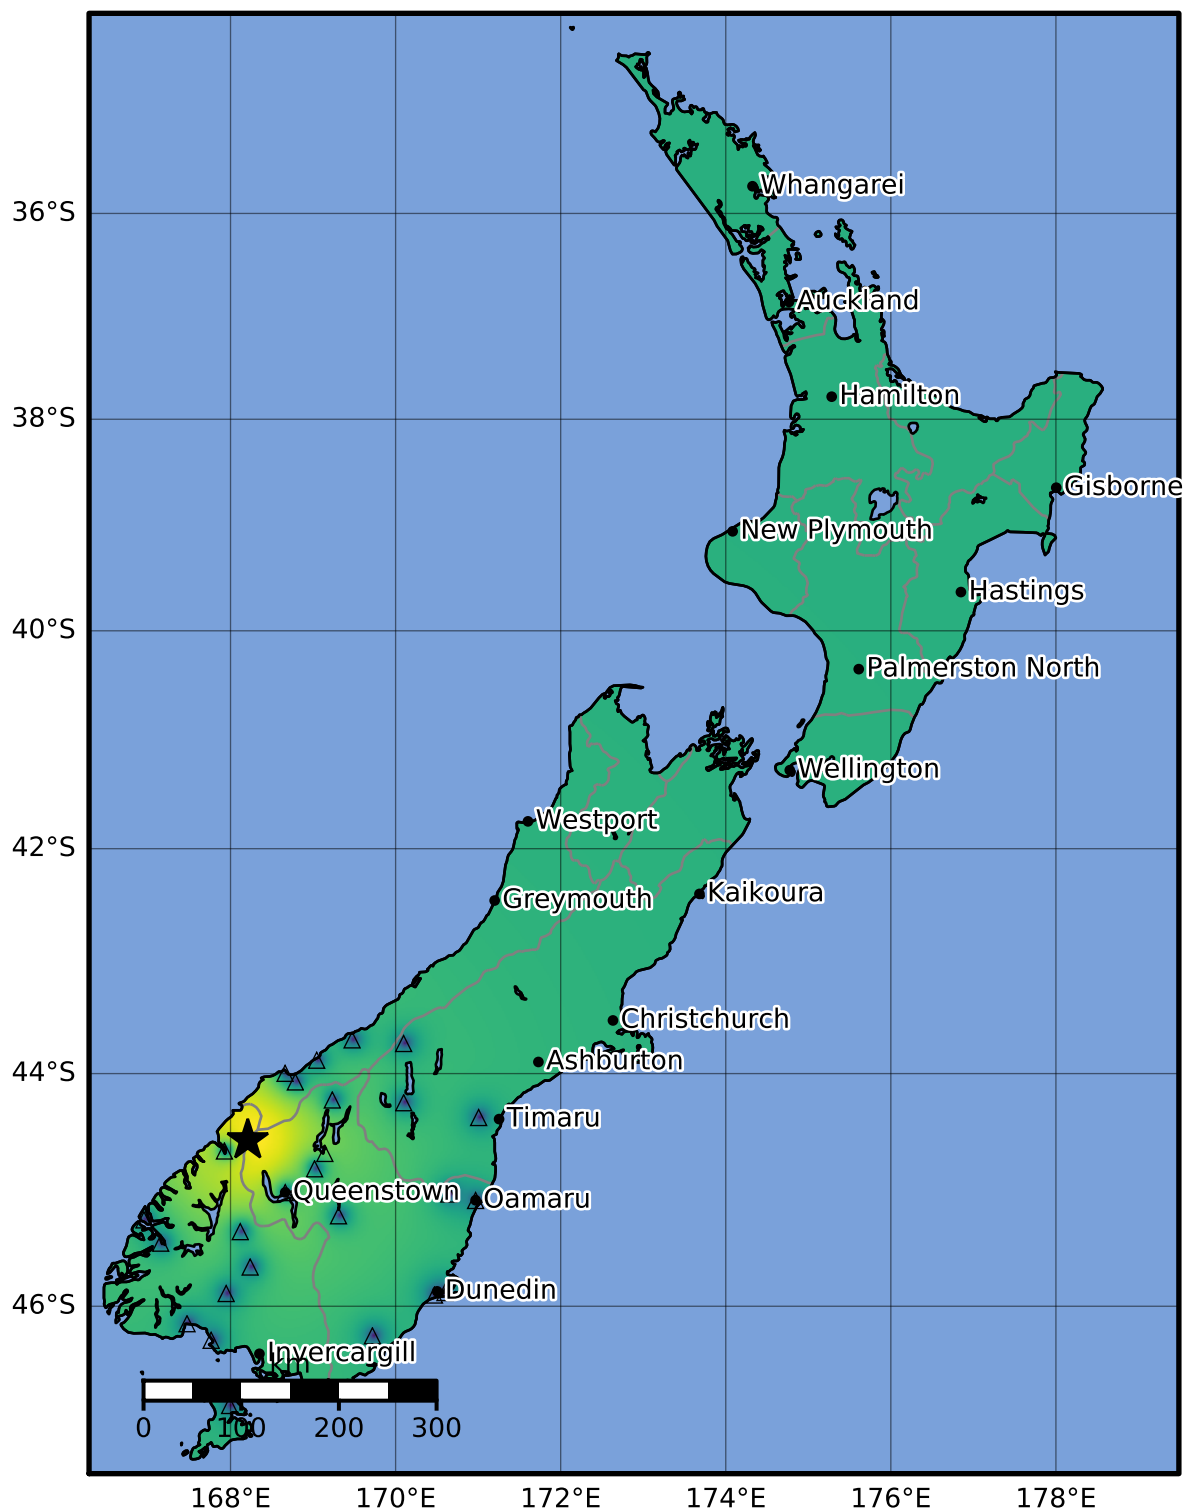 Whangarei
36°S
Auckland
Hamilton
38°S
Gisborne
New Plymouth
Hastings
40°S
Palmerston North
Wellington
Westport
42°S
Kaikoura
Greymouth
Christchurch
Ashburton
44°S
Timaru
Queenstown
Oamaru
Dunedin
46°S
Invercargill
km
0 100 200 300
168°E 170°E 172°E 174°E 176°E 178°E